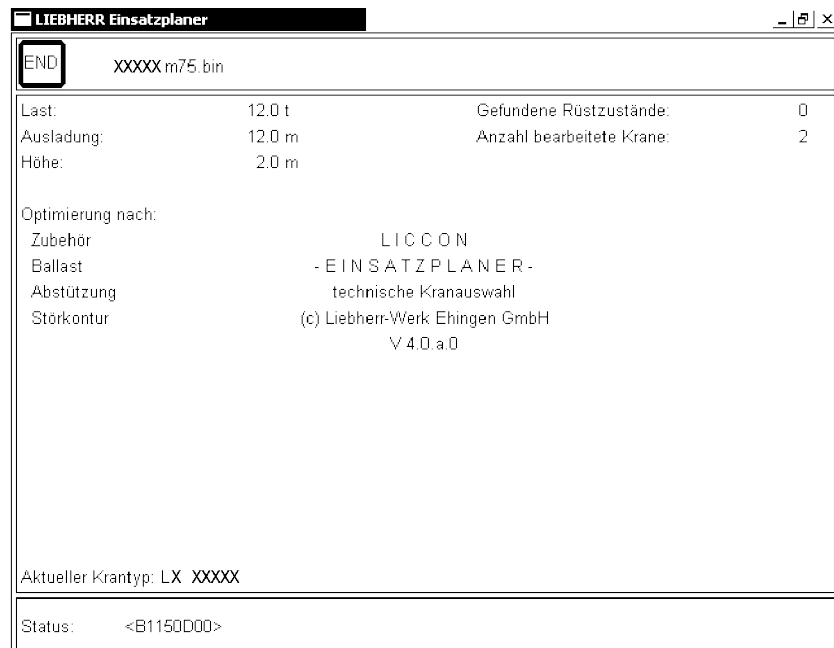 LIEBHERR Einsatzplaner
END XXXXX m75.bin
Last: 12.0 t Gefundene Rüstzustände: 0
Ausladung: 12.0 m Anzahl bearbeitete Krane: 2
Höhe: 2.0 m
Optimierung nach:
Zubehör L I C C O N
Ballast - E I N S A T Z P L A N E R -
Abstützung technische Kranauswahl
Störkontur (c) Liebherr-Werk Ehingen GmbH
V 4.0.a.0
Aktueller Krantyp: LX XXXXX
Status: <B1150D00>